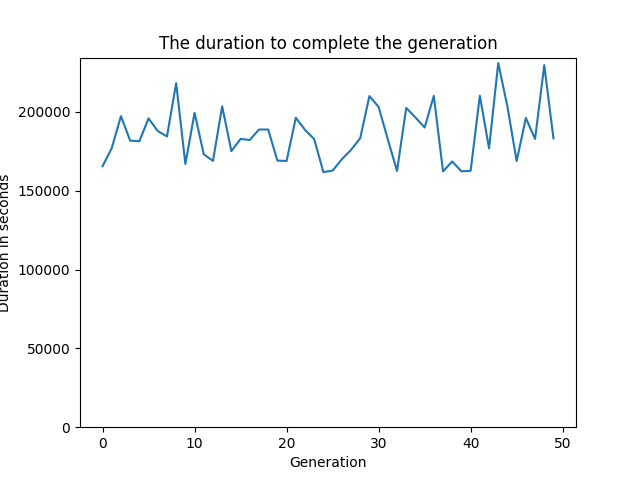 The duration to complete the generation
Duration in seconds
200000
150000
100000
50000
0
0 10 20 30 40 50
Generation